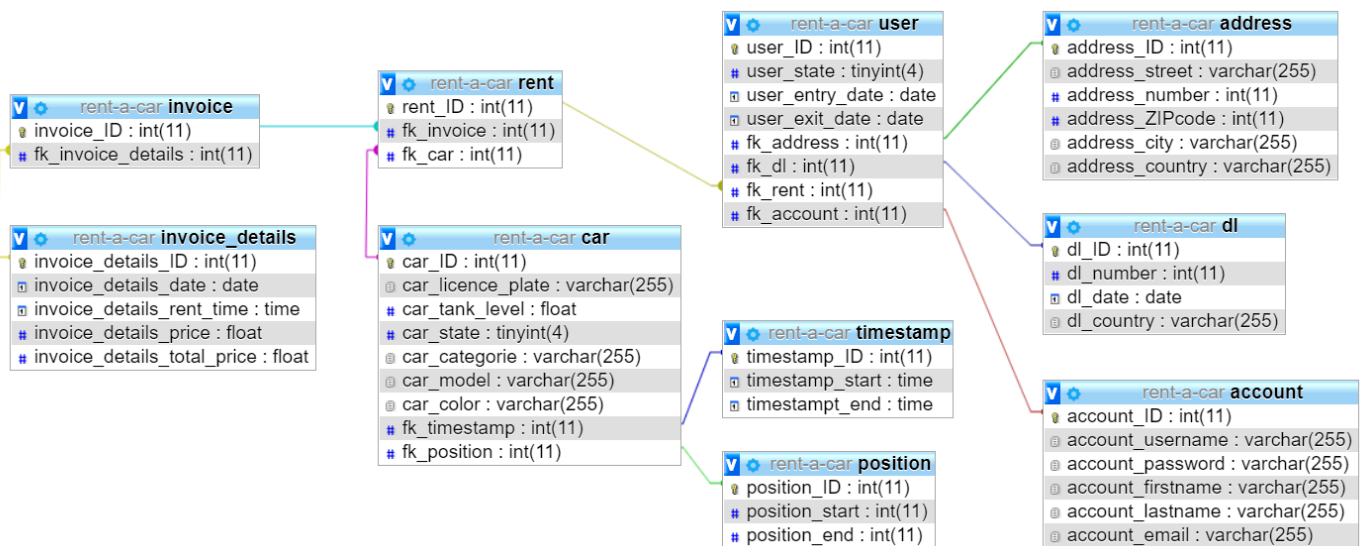 rent-a-car invoice
invoice_ID : int(11)
fk_invoice_details : int(11)
rent-a-car invoice_details
invoice_details_ID : int(11)
invoice_details_date : date
invoice_details_rent_time : time
invoice_details_price : float
invoice_details_total_price : float
rent-a-car rent
rent_ID : int(11)
fk_invoice : int(11)
fk_car : int(11)
rent-a-car car
car_ID : int(11)
car_licence_plate : varchar(255)
car_tank_level : float
car_state : tinyint(4)
car_categorie : varchar(255)
car_model : varchar(255)
car_color : varchar(255)
fk_timestamp : int(11)
fk_position : int(11)
rent-a-car user
user_ID : int(11)
user_state : tinyint(4)
user_entry_date : date
user_exit_date : date
fk_address : int(11)
fk_dl : int(11)
fk_rent : int(11)
fk_account : int(11)
rent-a-car timestamp
timestamp_ID : int(11)
timestamp_start : time
timestampt_end : time
rent-a-car position
position_ID : int(11)
position_start : int(11)
position_end : int(11)
rent-a-car address
address_ID : int(11)
address_street : varchar(255)
address_number : int(11)
address_ZIPcode : int(11)
address_city : varchar(255)
address_country : varchar(255)
rent-a-car dl
dl_ID : int(11)
dl_number : int(11)
dl_date : date
dl_country : varchar(255)
rent-a-car account
account_ID : int(11)
account_username : varchar(255)
account_password : varchar(255)
account_firstname : varchar(255)
account_lastname : varchar(255)
account_email : varchar(255)